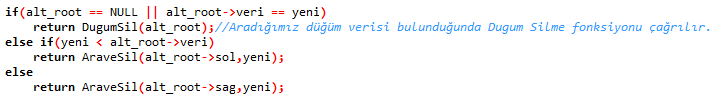 if(alt_root == NULL || alt_root->veri == yeni)
return DugumSil(alt_root);//Aradığımız düğüm verisi bulunduğunda Dugum Silme fonksiyonu çağrılır.
else if(yeni < alt_root->veri)
return AraveSil(alt_root->sol,yeni);
else
return AraveSil(alt_root->sag,yeni);